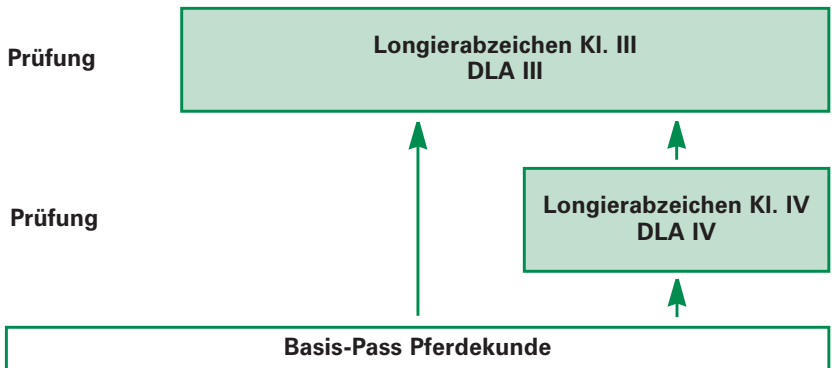 Prüfung
Longierabzeichen Kl. III
DLA III
Prüfung
Longierabzeichen Kl. IV
DLA IV
Basis-Pass Pferdekunde